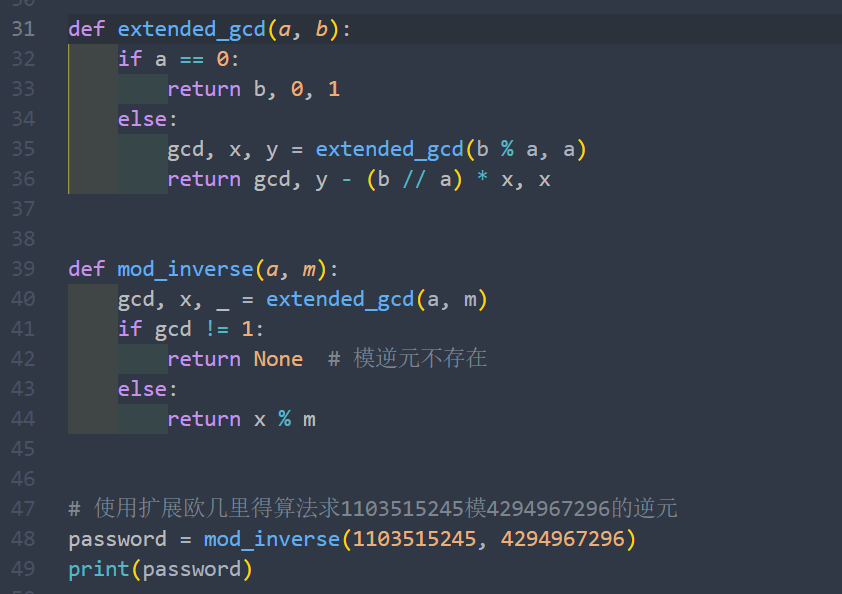 31 def extended_gcd(a, b):
32     if a == 0:
33         return b, 0, 1
34     else:
35         gcd, x, y = extended_gcd(b % a, a)
36         return gcd, y - (b // a) * x, x
37
38
39 def mod_inverse(a, m):
40     gcd, x, _ = extended_gcd(a, m)
41     if gcd != 1:
42         return None  # 模逆元不存在
43     else:
44         return x % m
45
46
47 # 使用扩展欧几里得算法求1103515245模4294967296的逆元
48 password = mod_inverse(1103515245, 4294967296)
49 print(password)